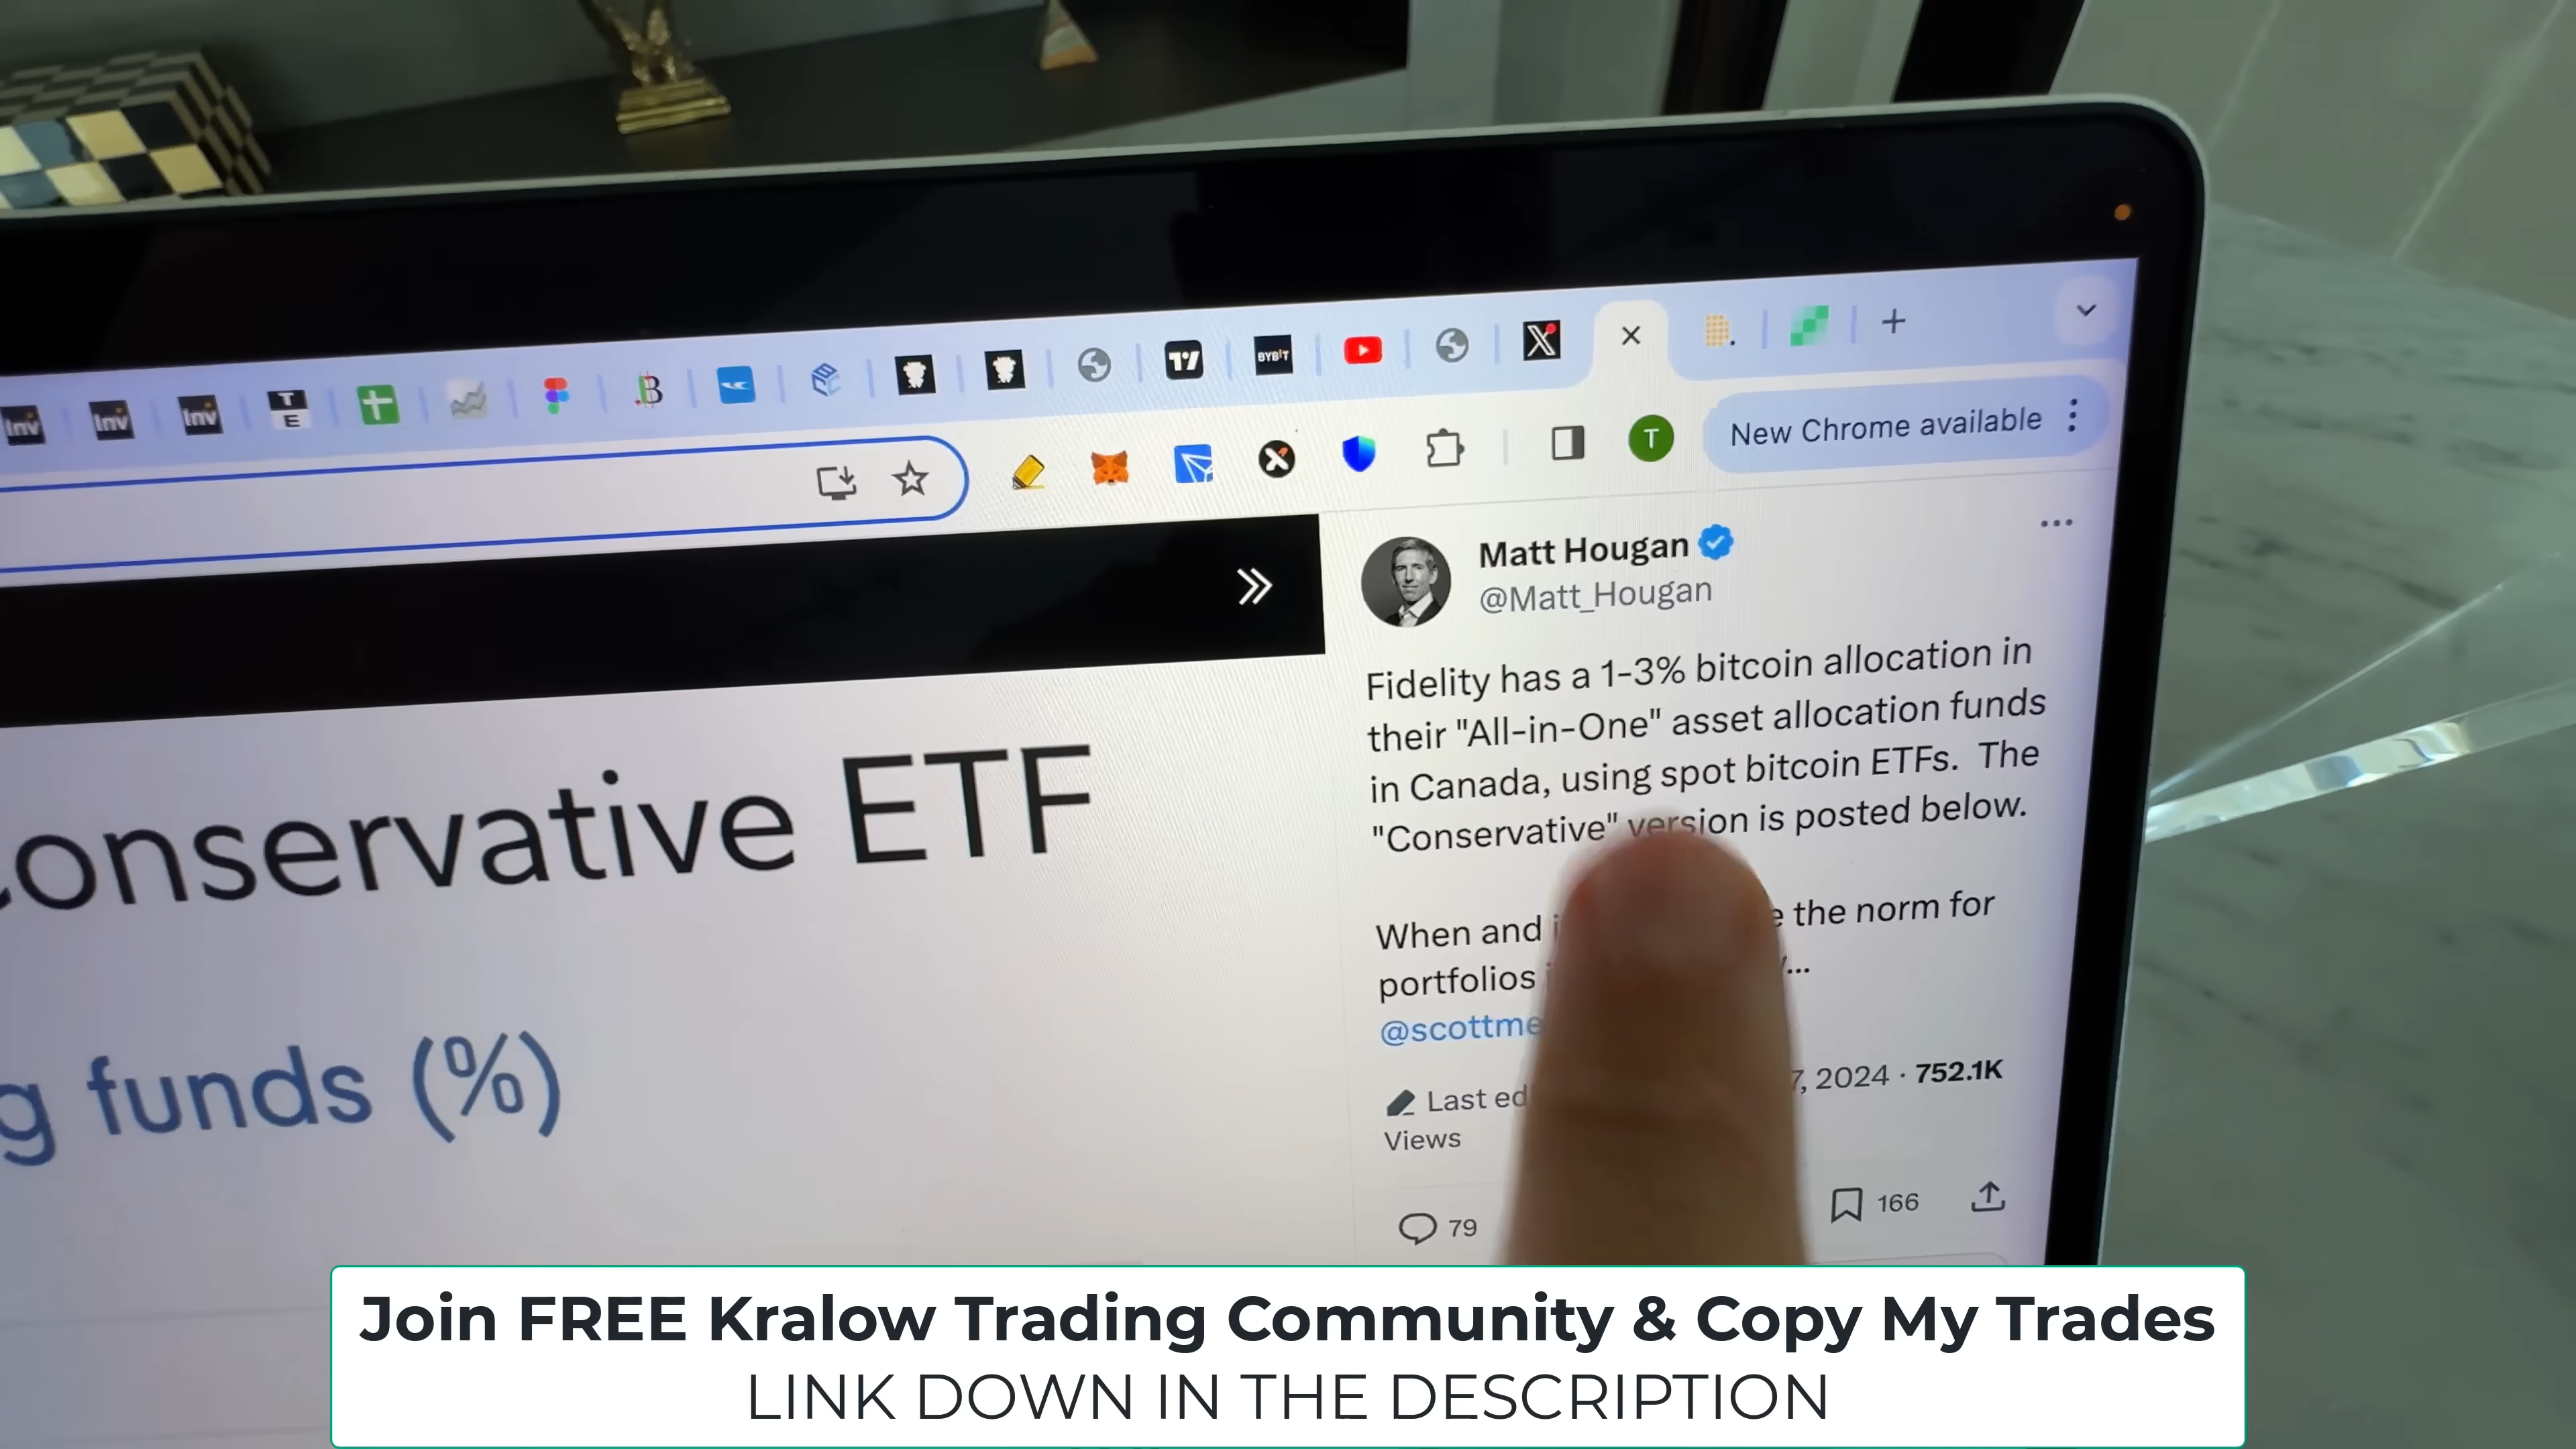 Inv
Inv
Inv
T
E
BYBIT
T
New Chrome available
Matt Hougan
@Matt_Hougan
Fidelity has a 1-3% bitcoin allocation in
their "All-in-One" asset allocation funds
in Canada, using spot bitcoin ETFs. The
"Conservative" version is posted below.
When and the norm for
portfolios ...
@scottme
Last ed 7, 2024 · 752.1K
Views
79
166
onservative ETF
g funds (%)
Join FREE Kralow Trading Community & Copy My Trades
LINK DOWN IN THE DESCRIPTION